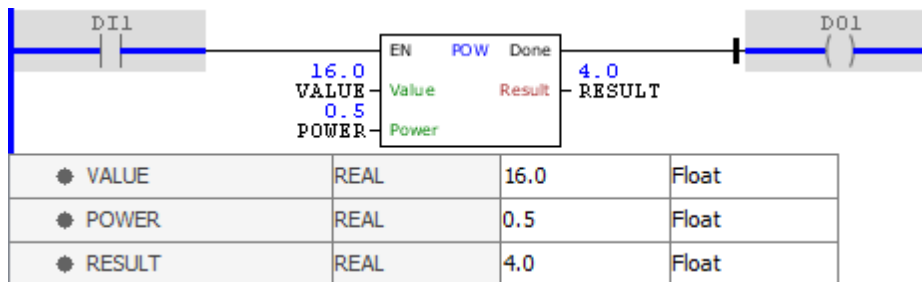 DI1
DO1
EN POW Done
16.0
4.0
VALUE Value Result RESULT
0.5
POWER Power
VALUE REAL 16.0 Float
POWER REAL 0.5 Float
RESULT REAL 4.0 Float